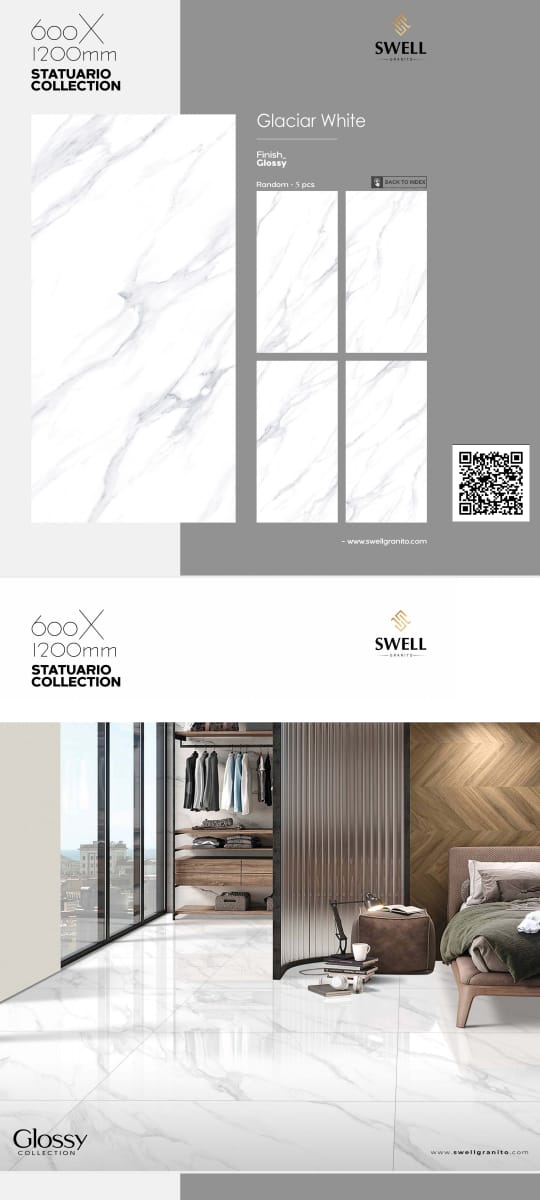 600X
1200mm
STATUARIO
COLLECTION
SWELL
GRANITO
Glaciar White
Finish_
Glossy
Random - 5 pcs
BACK TO INDEX
- www.swellgranito.com
600X
1200mm
STATUARIO
COLLECTION
SWELL
GRANITO
Glossy
COLLECTION
www.swellgranito.com